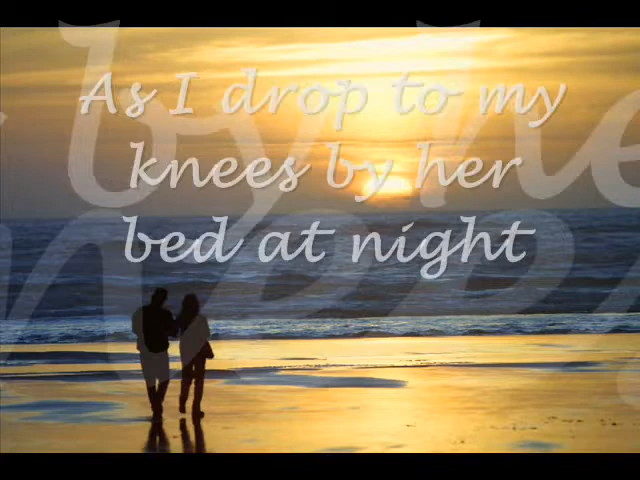 As I drop to my
knees by her
bed at night